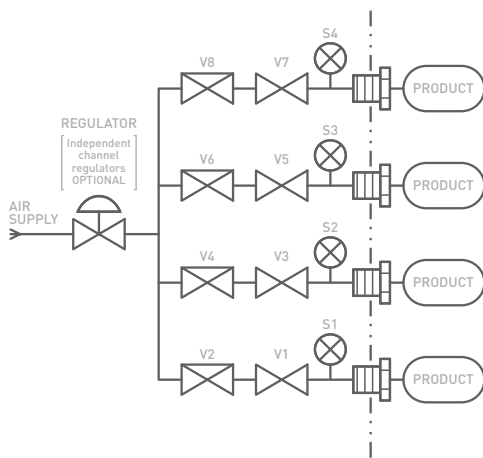 S4
V8 V7
PRODUCT
REGULATOR
Independent
channel
regulators
OPTIONAL
S3
V6 V5
PRODUCT
AIR
SUPPLY
S2
V4 V3
PRODUCT
S1
V2 V1
PRODUCT